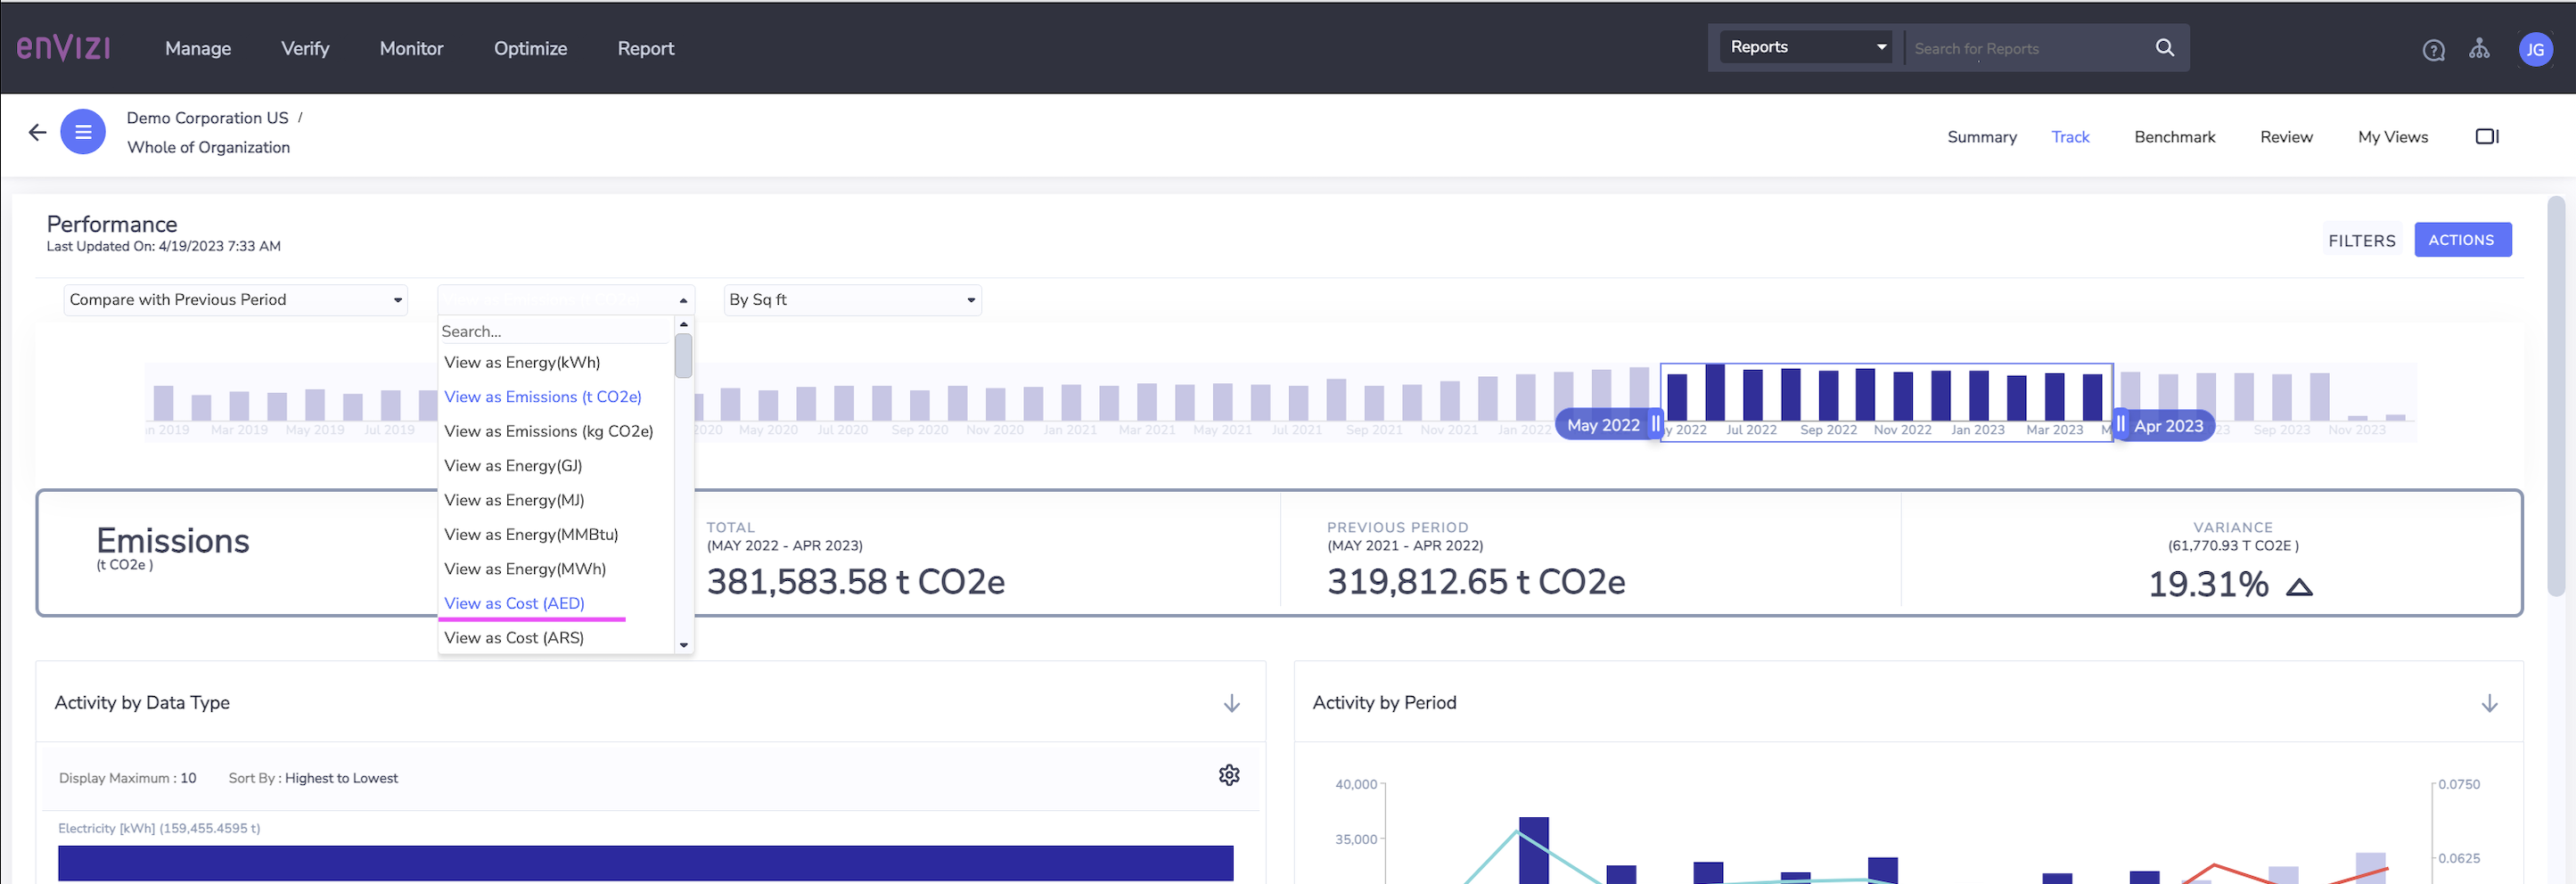 enVIZI
Manage
Verify
Monitor
Optimize
Report
Reports
Search for Reports
JG
Demo Corporation US /
Whole of Organization
Summary
Track
Benchmark
Review
My Views
Performance
Last Updated On: 4/19/2023 7:33 AM
FILTERS
ACTIONS
Compare with Previous Period
By Sq ft
Search...
View as Energy(kWh)
View as Emissions (t CO2e)
View as Emissions (kg CO2e)
View as Energy(GJ)
View as Energy(MJ)
View as Energy(MMBtu)
View as Energy(MWh)
View as Cost (AED)
View as Cost (ARS)
n 2019
Mar 2019
May 2019
Jul 2019
2020
May 2020
Jul 2020
Sep 2020
Nov 2020
Jan 2021
Mar 2021
May 2021
Jul 2021
Sep 2021
Nov 2021
Jan 2022
May 2022
y 2022
Jul 2022
Sep 2022
Nov 2022
Jan 2023
Mar 2023
M
Apr 2023
23
Sep 2023
Nov 2023
Emissions
(t CO2e )
TOTAL
(MAY 2022 - APR 2023)
381,583.58 t CO2e
PREVIOUS PERIOD
(MAY 2021 - APR 2022)
319,812.65 t CO2e
VARIANCE
(61,770.93 T CO2E )
19.31%
Activity by Data Type
Display Maximum : 10
Sort By : Highest to Lowest
Electricity [kWh] (159,455.4595 t)
Activity by Period
40,000
35,000
0.0750
0.0625